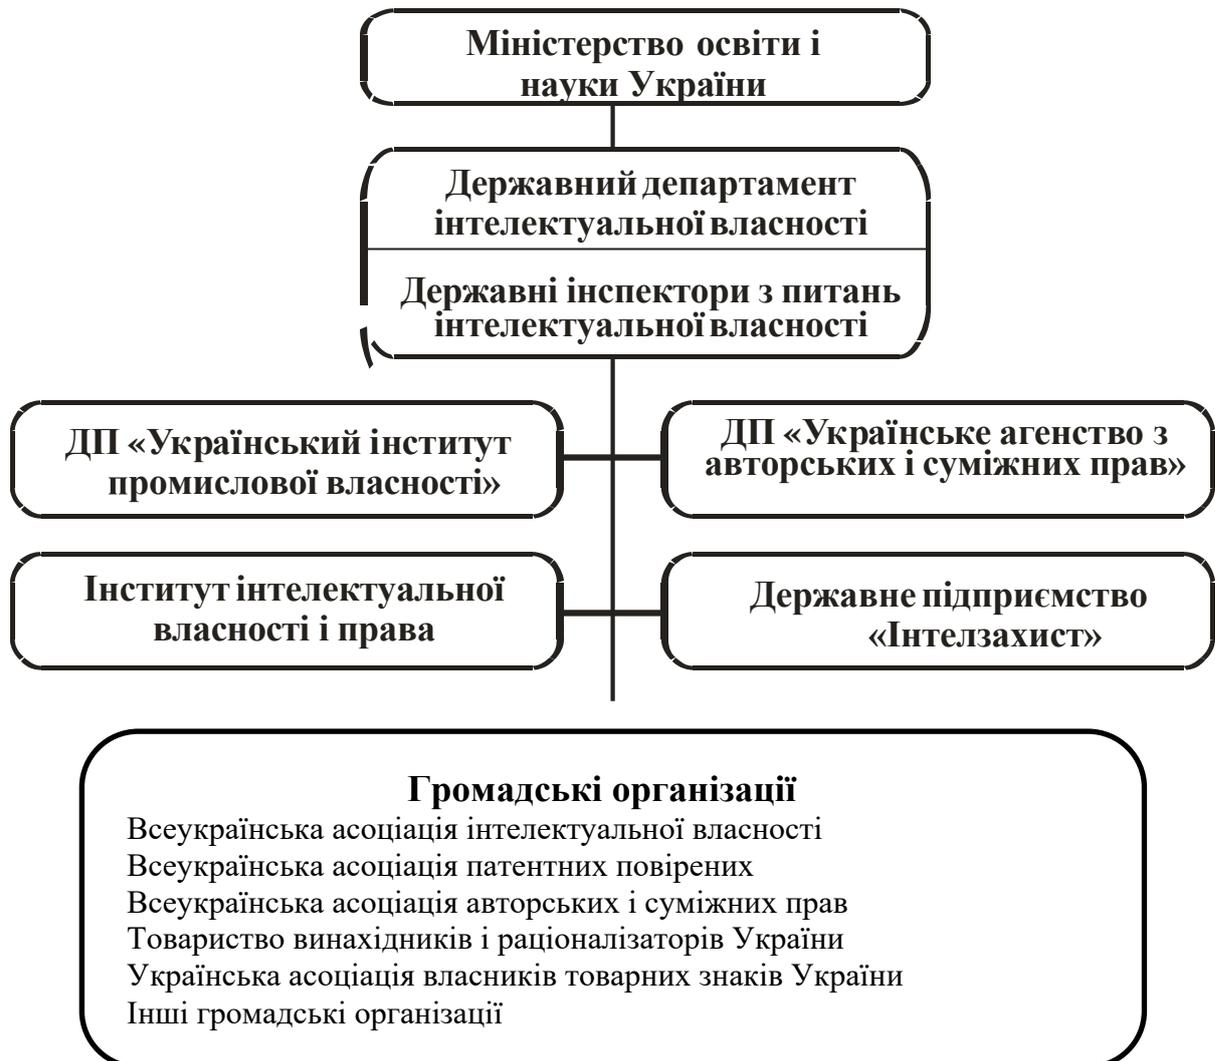 Міністерство освіти і
науки України
Державний департамент
інтелектуальної власності
Державні інспектори з питань
інтелектуальної власності
ДП «Український інститут
промислової власності»
ДП «Українське агенство з
авторських і суміжних прав»
Інститут інтелектуальної
власності і права
Державне підприємство
«Інтелзахист»
Громадські організації
Всеукраїнська асоціація інтелектуальної власності
Всеукраїнська асоціація патентних повірених
Всеукраїнська асоціація авторських і суміжних прав
Товариство винахідників і раціоналізаторів України
Українська асоціація власників товарних знаків України
Інші громадські організації